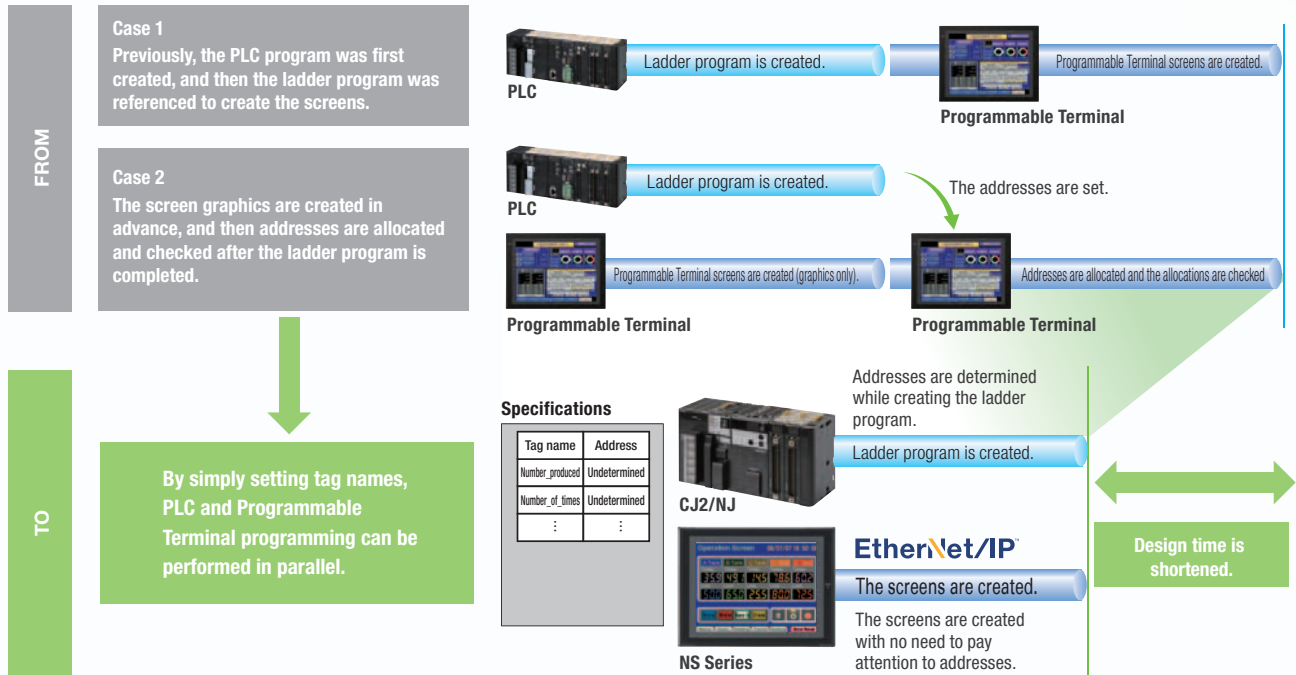 FROM
Case 1
Previously, the PLC program was first
created, and then the ladder program was
referenced to create the screens.
PLC
Ladder program is created.
Programmable Terminal screens are created.
Programmable Terminal
Case 2
The screen graphics are created in
advance, and then addresses are allocated
and checked after the ladder program is
completed.
PLC
Ladder program is created.
The addresses are set.
Programmable Terminal screens are created (graphics only).
Addresses are allocated and the allocations are checked
Programmable Terminal
Programmable Terminal
TO
By simply setting tag names,
PLC and Programmable
Terminal programming can be
performed in parallel.
Specifications
Tag name Address
Number_produced Undetermined
Number_of_times Undetermined
⋮ ⋮
Addresses are determined
while creating the ladder
program.
Ladder program is created.
CJ2/NJ
Operation Screen
EtherNet/IP™
The screens are created.
The screens are created
with no need to pay
attention to addresses.
NS Series
Design time is
shortened.